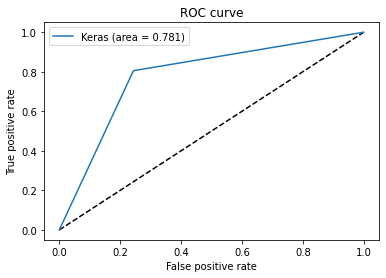 ROC curve
Keras (area = 0.781)
True positive rate
1.0
0.8
0.6
0.4
0.2
0.0
0.0 0.2 0.4 0.6 0.8 1.0
False positive rate